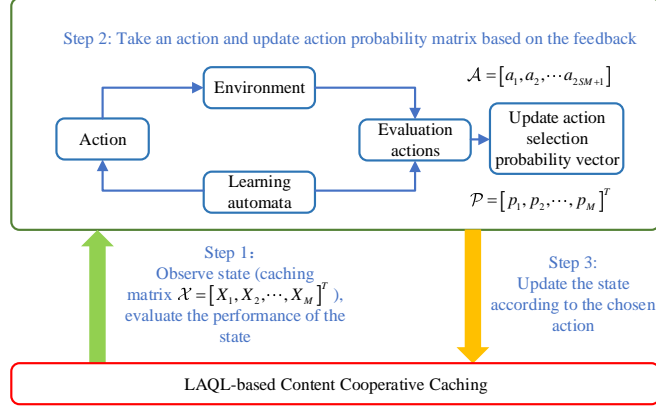 Step 2: Take an action and update action probability matrix based on the feedback
Environment
𝒜 = [a₁, a₂, ⋯ a₂SM+1]
Action
Evaluation
actions
Update action
selection
probability vector
Learning
automata
𝒫 = [p₁, p₂, ⋯, p_M]ᵀ
Step 1:
Observe state (caching
matrix 𝒳 = [X₁, X₂, ⋯, X_M]ᵀ ),
evaluate the performance of the
state
Step 3:
Update the state
according to the chosen
action
LAQL-based Content Cooperative Caching